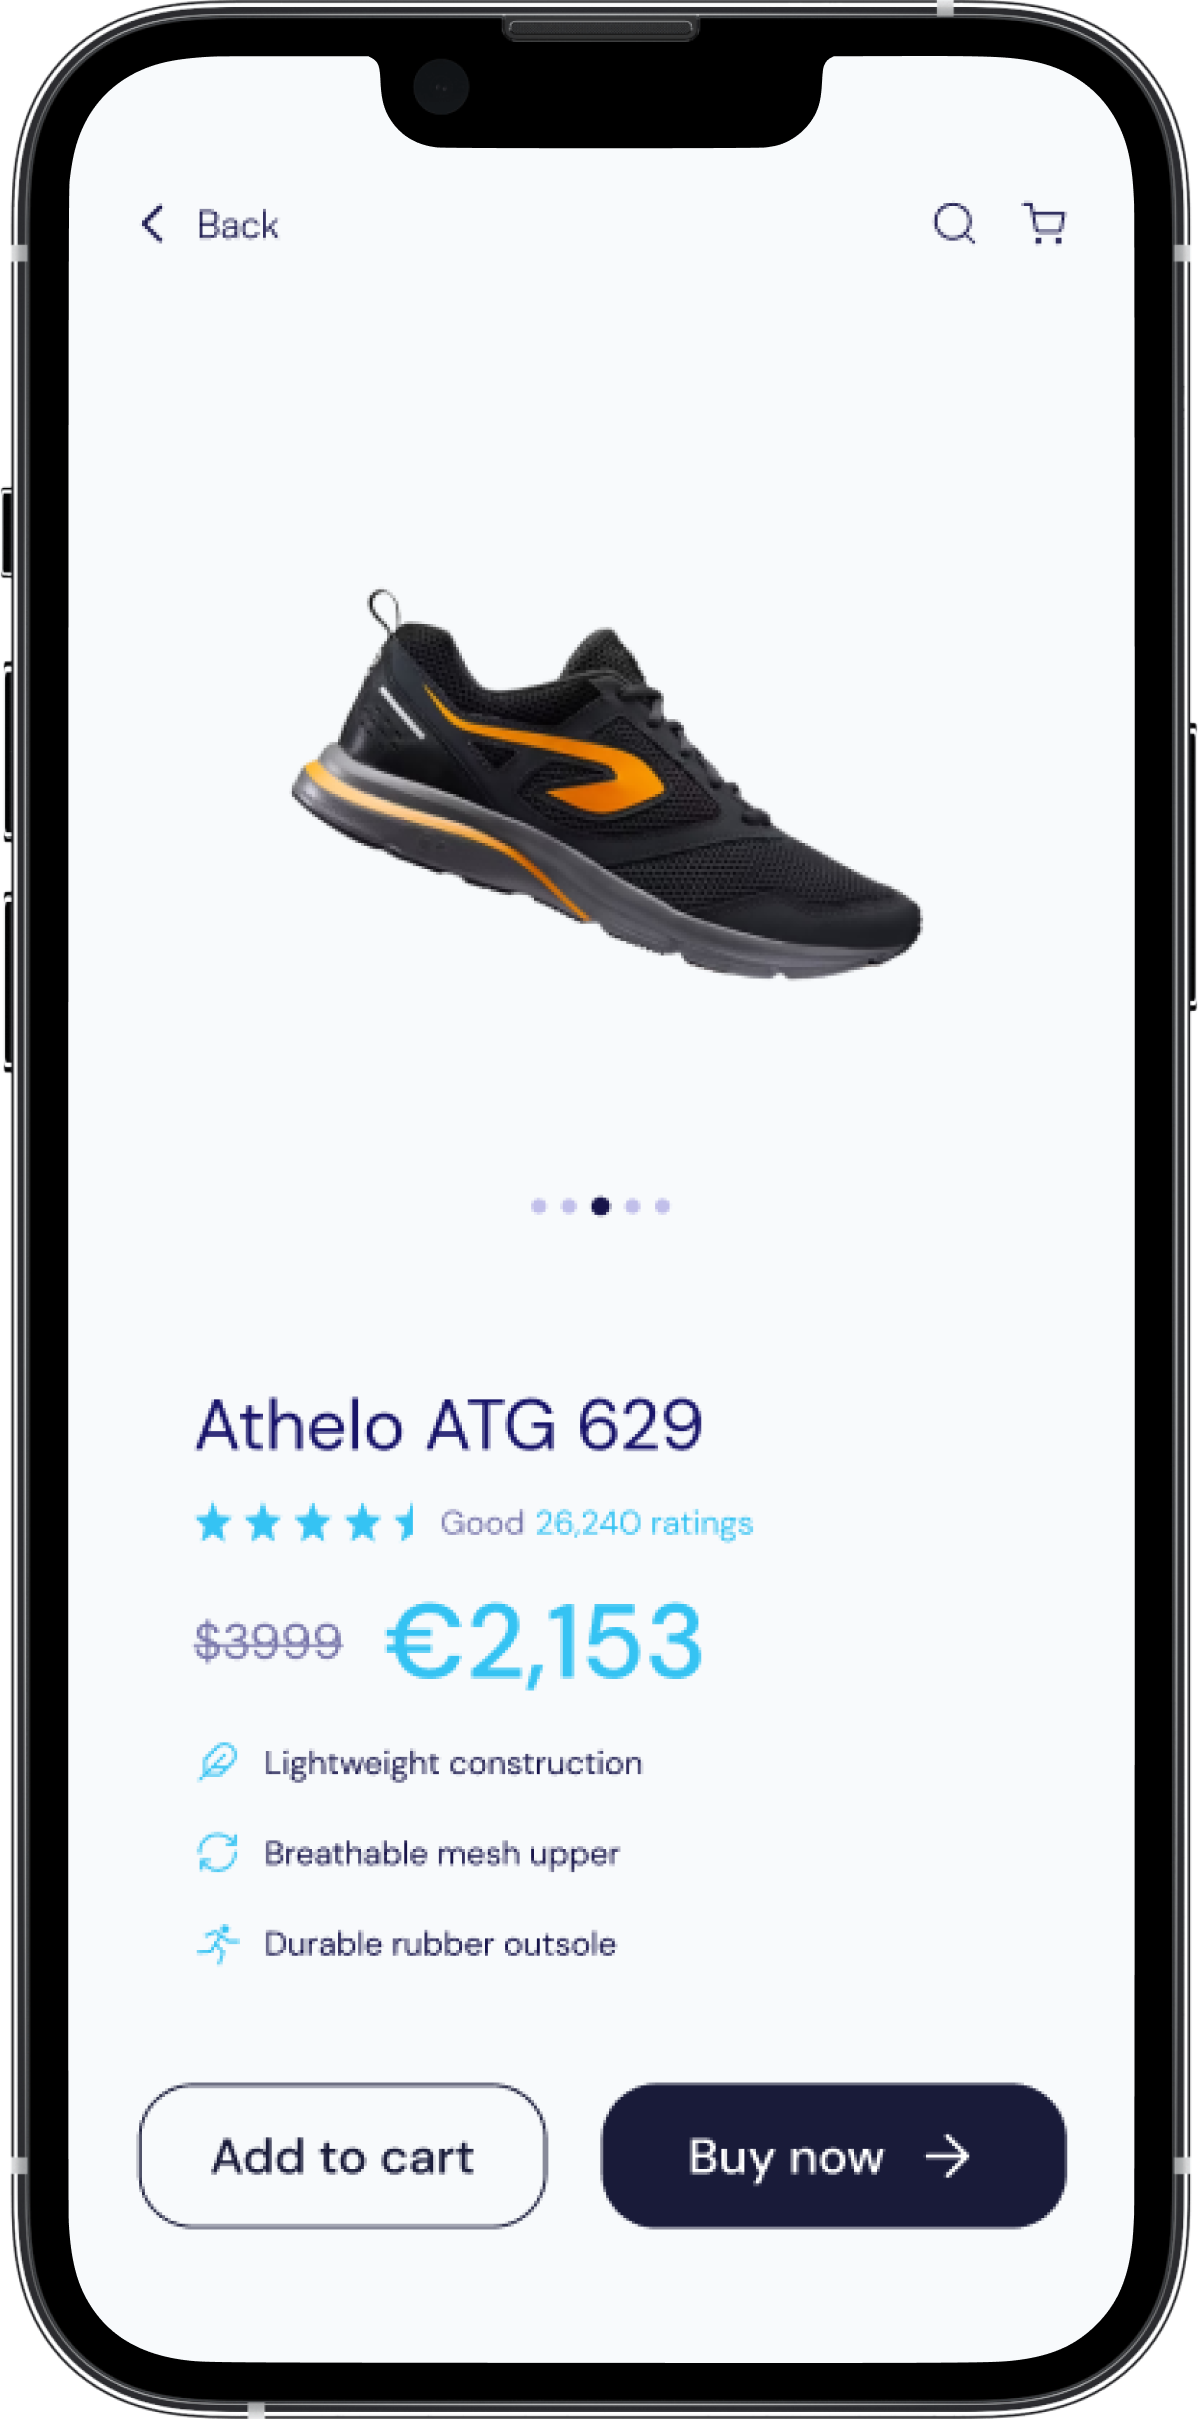 Back
Athelo ATG 629
Good 26,240 ratings
$3999 €2,153
Lightweight construction
Breathable mesh upper
Durable rubber outsole
Add to cart Buy now